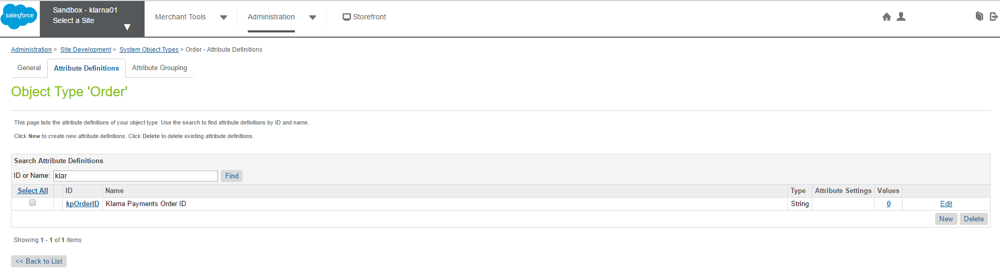 salesforce
Sandbox - klarna01
Select a Site
Merchant Tools
Administration
Storefront
Administration > Site Development > System Object Types > Order - Attribute Definitions
General Attribute Definitions Attribute Grouping
Object Type 'Order'
This page lists the attribute definitions of your object type. Use the search to find attribute definitions by ID and name.
Click New to create new attribute definitions. Click Delete to delete existing attribute definitions.
Search Attribute Definitions
ID or Name: klar Find
Select All ID Name Type Attribute Settings Values
kpOrderID Klarna Payments Order ID String 0 Edit
New Delete
Showing 1 - 1 of 1 items
<< Back to List